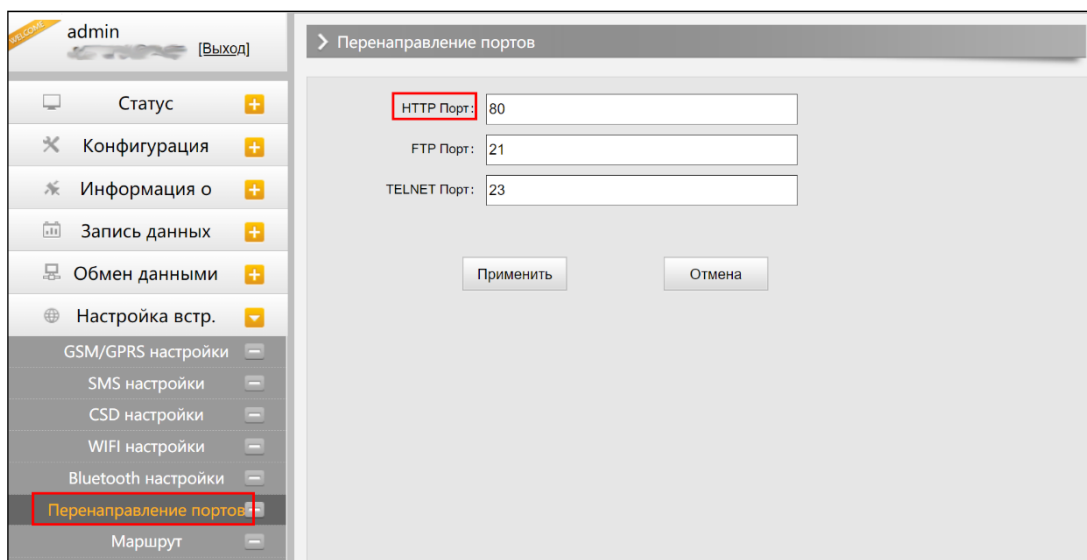 WELCOME
admin
[Выход]
Статус
Конфигурация
Информация о
Запись данных
Обмен данными
Настройка встр.
GSM/GPRS настройки
SMS настройки
CSD настройки
WIFI настройки
Bluetooth настройки
Перенаправление портов
Маршрут
Перенаправление портов
HTTP Порт: 80
FTP Порт: 21
TELNET Порт: 23
Применить Отмена